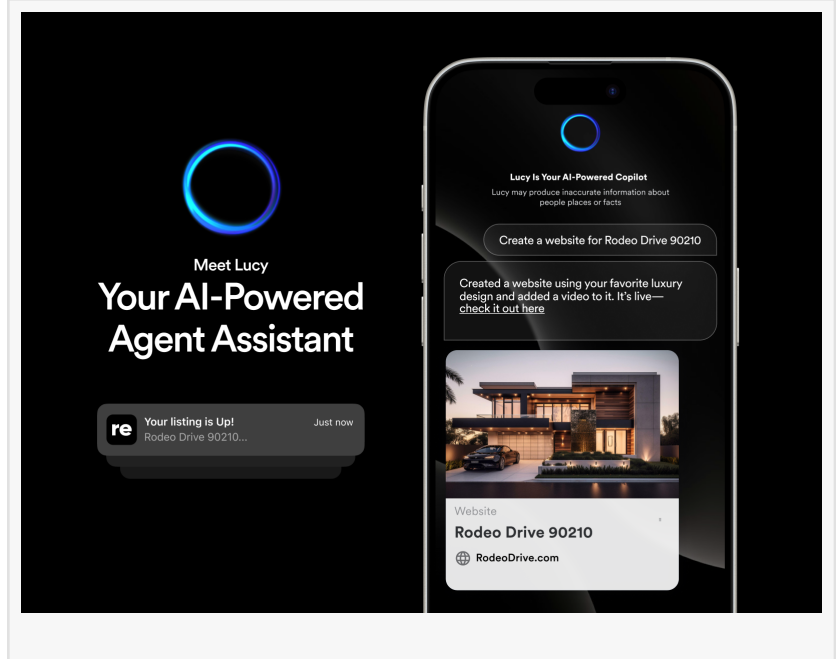 Meet Lucy
Your AI-Powered
Agent Assistant
re
Your listing is Up!
Just now
Rodeo Drive 90210...
Lucy Is Your AI-Powered Copilot
Lucy may produce inaccurate information about
people places or facts
Create a website for Rodeo Drive 90210
Created a website using your favorite luxury
design and added a video to it. It's live—
check it out here
Website
Rodeo Drive 90210
RodeoDrive.com